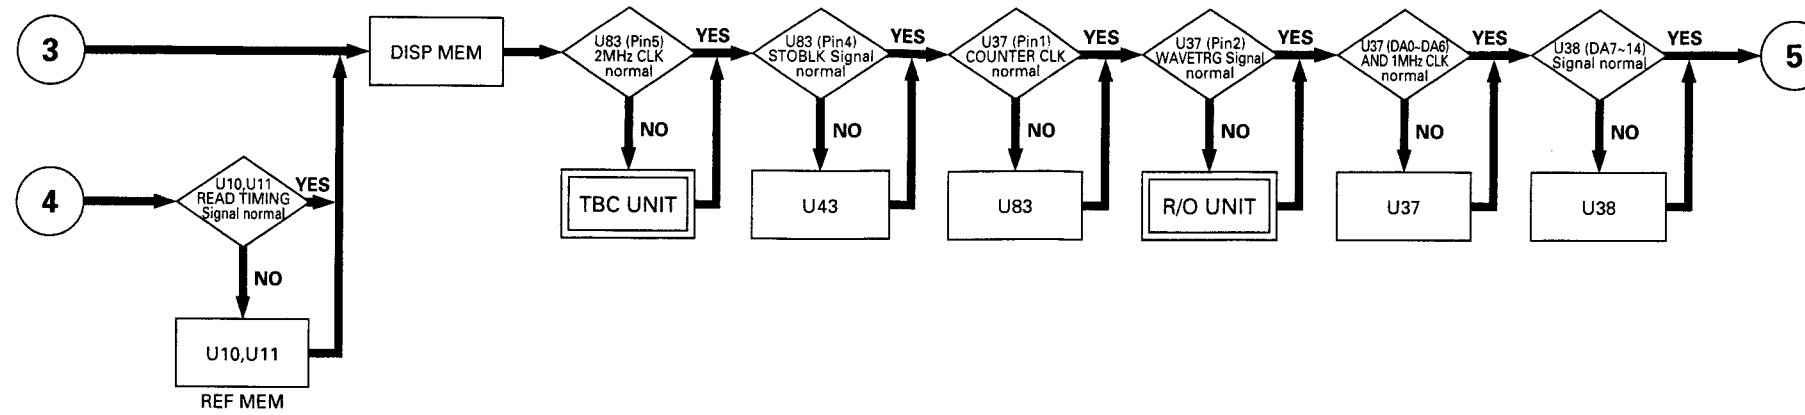 3
DISP MEM
U83 (Pin5)
2MHz CLK
normal
YES
NO
TBC UNIT
U83 (Pin4)
STOBLK Signal
normal
YES
NO
U43
U37 (Pin1)
COUNTER CLK
normal
YES
NO
U83
U37 (Pin2)
WAVETRG Signal
normal
YES
NO
R/O UNIT
U37 (DA0~DA6)
AND 1MHz CLK
normal
YES
NO
U37
U38 (DA7~14)
Signal normal
YES
NO
U38
5
4
U10,U11
READ TIMING
Signal normal
YES
NO
U10,U11
REF MEM